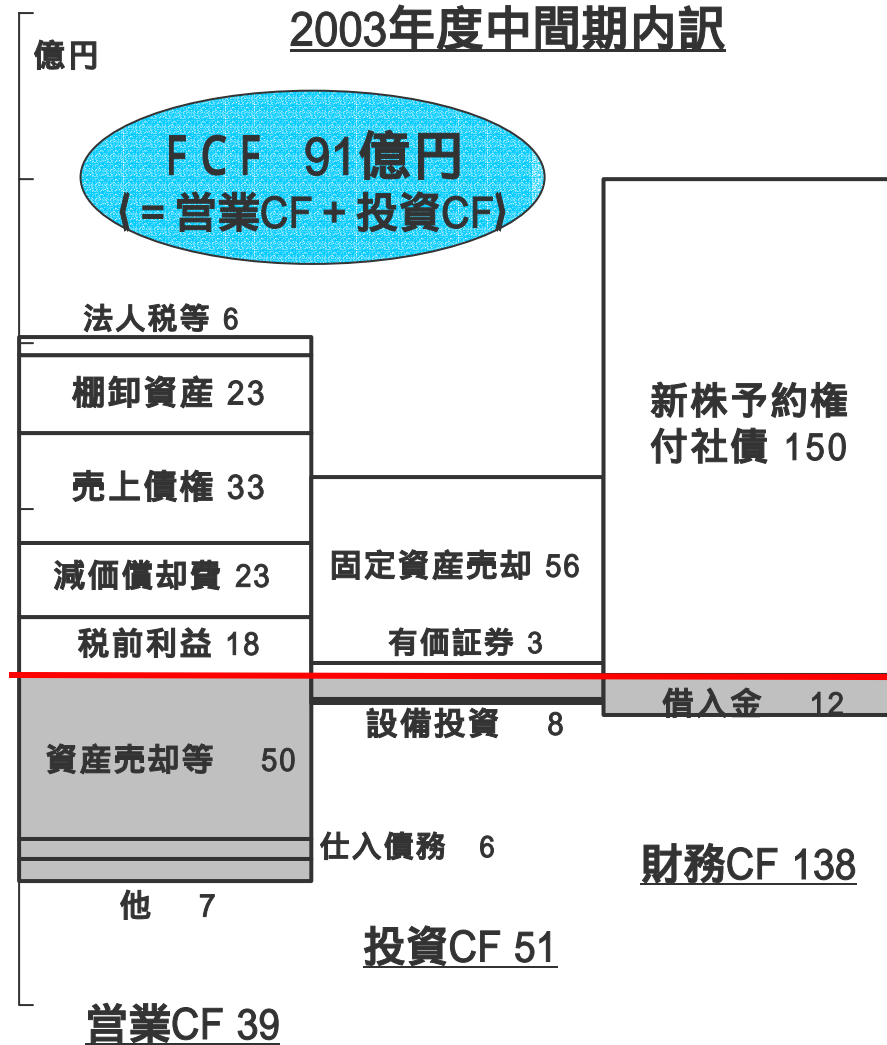 2003年度中間期内訳
億円
FCF 91億円
(=営業CF+投資CF)
法人税等 6
棚卸資産 23
売上債権 33
減価償却費 23
税前利益 18
資産売却等 50
他 7
営業CF 39
固定資産売却 56
有価証券 3
設備投資 8
仕入債務 6
投資CF 51
新株予約権
付社債 150
借入金 12
財務CF 138